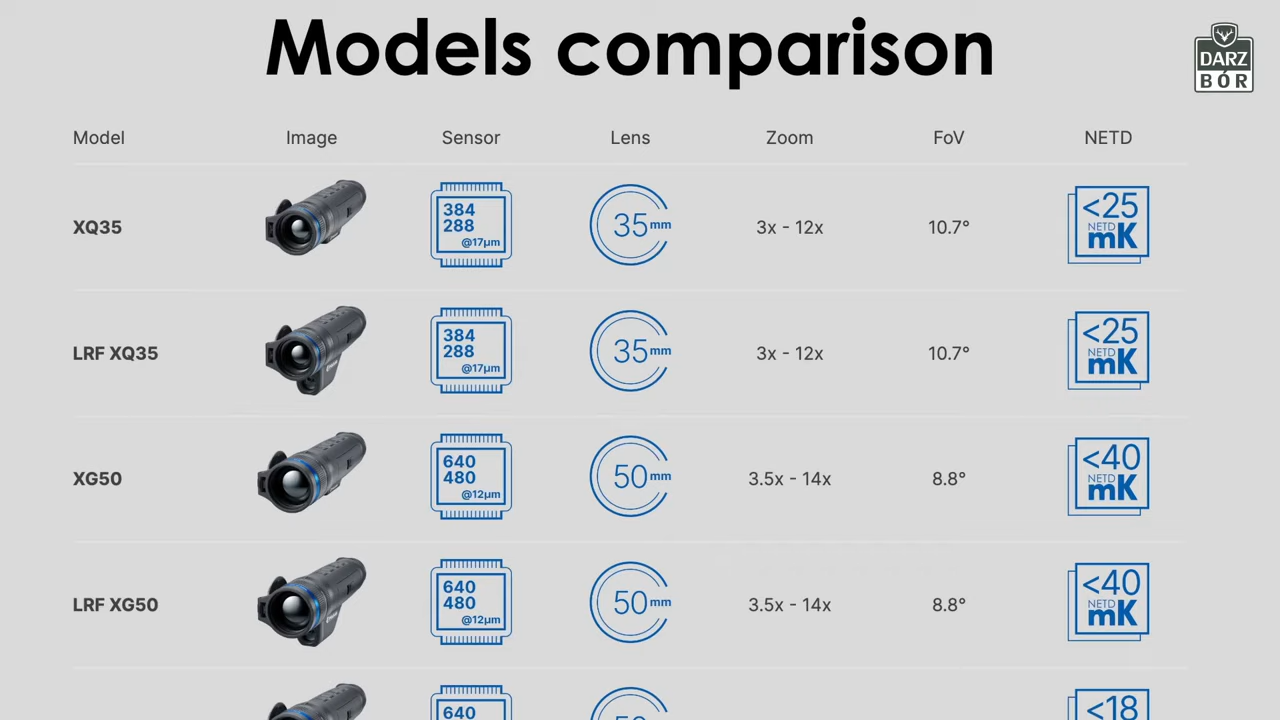 Models comparison
DARZ
BÓR
Model Image Sensor Lens Zoom FoV NETD
XQ35 384 288 @17µm 35mm 3x - 12x 10.7° <25 NETD mK
LRF XQ35 384 288 @17µm 35mm 3x - 12x 10.7° <25 NETD mK
XG50 640 480 @12µm 50mm 3.5x - 14x 8.8° <40 NETD mK
LRF XG50 640 480 @12µm 50mm 3.5x - 14x 8.8° <40 NETD mK
640 <18